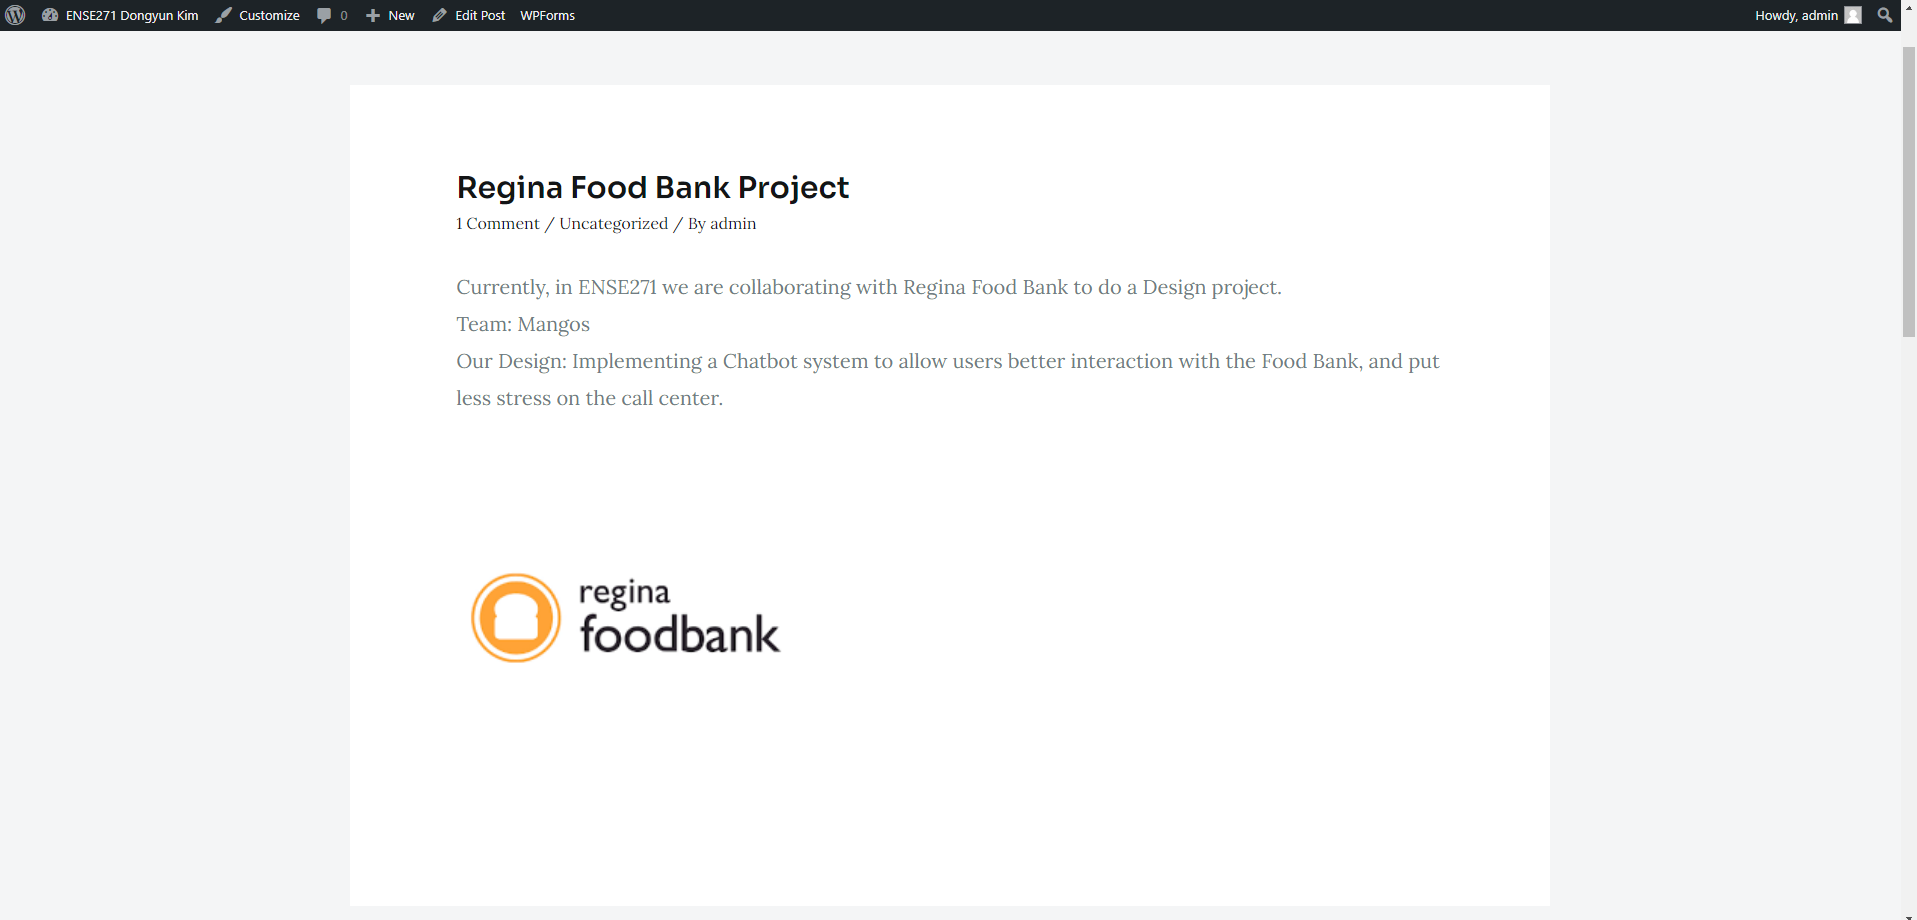 ENSE271 Dongyun Kim Customize 0 New Edit Post WPForms Howdy, admin
Regina Food Bank Project
1 Comment / Uncategorized / By admin
Currently, in ENSE271 we are collaborating with Regina Food Bank to do a Design project.
Team: Mangos
Our Design: Implementing a Chatbot system to allow users better interaction with the Food Bank, and put
less stress on the call center.
regina
foodbank